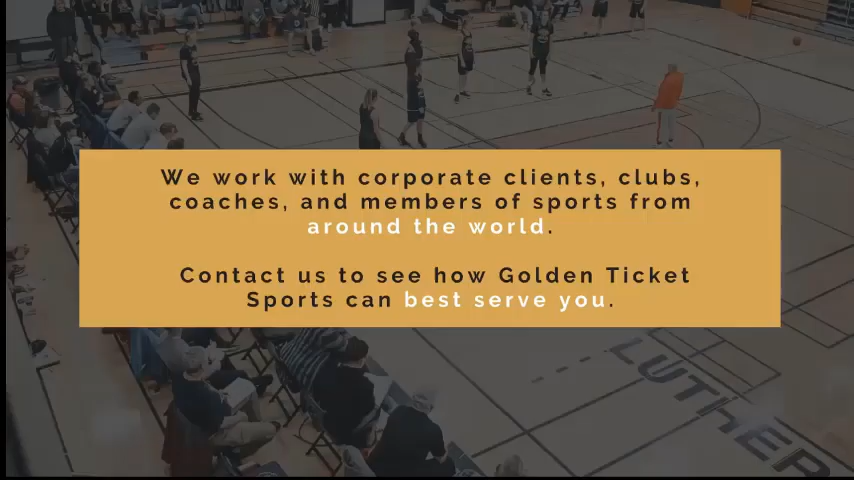 We work with corporate clients, clubs,
coaches, and members of sports from
around the world.
Contact us to see how Golden Ticket
Sports can best serve you.
LUTHER